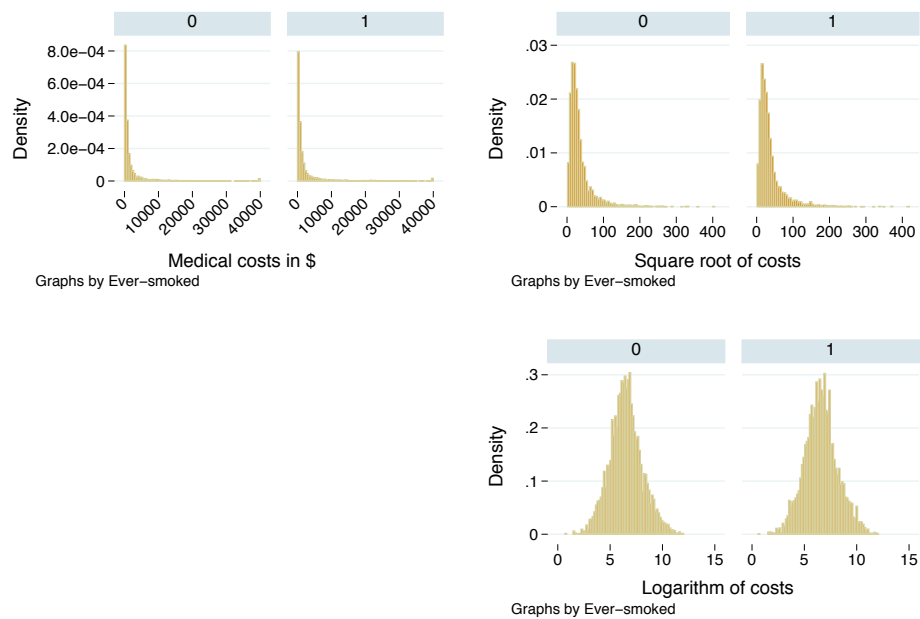 0 1
8.0e−04
6.0e−04
4.0e−04
2.0e−04
0
Density
0 10000 20000 30000 40000 0 10000 20000 30000 40000
Medical costs in $
Graphs by Ever−smoked
0 1
.03
.02
.01
0
Density
0 100 200 300 400 0 100 200 300 400
Square root of costs
Graphs by Ever−smoked
0 1
.3
.2
.1
0
Density
0 5 10 15 0 5 10 15
Logarithm of costs
Graphs by Ever−smoked